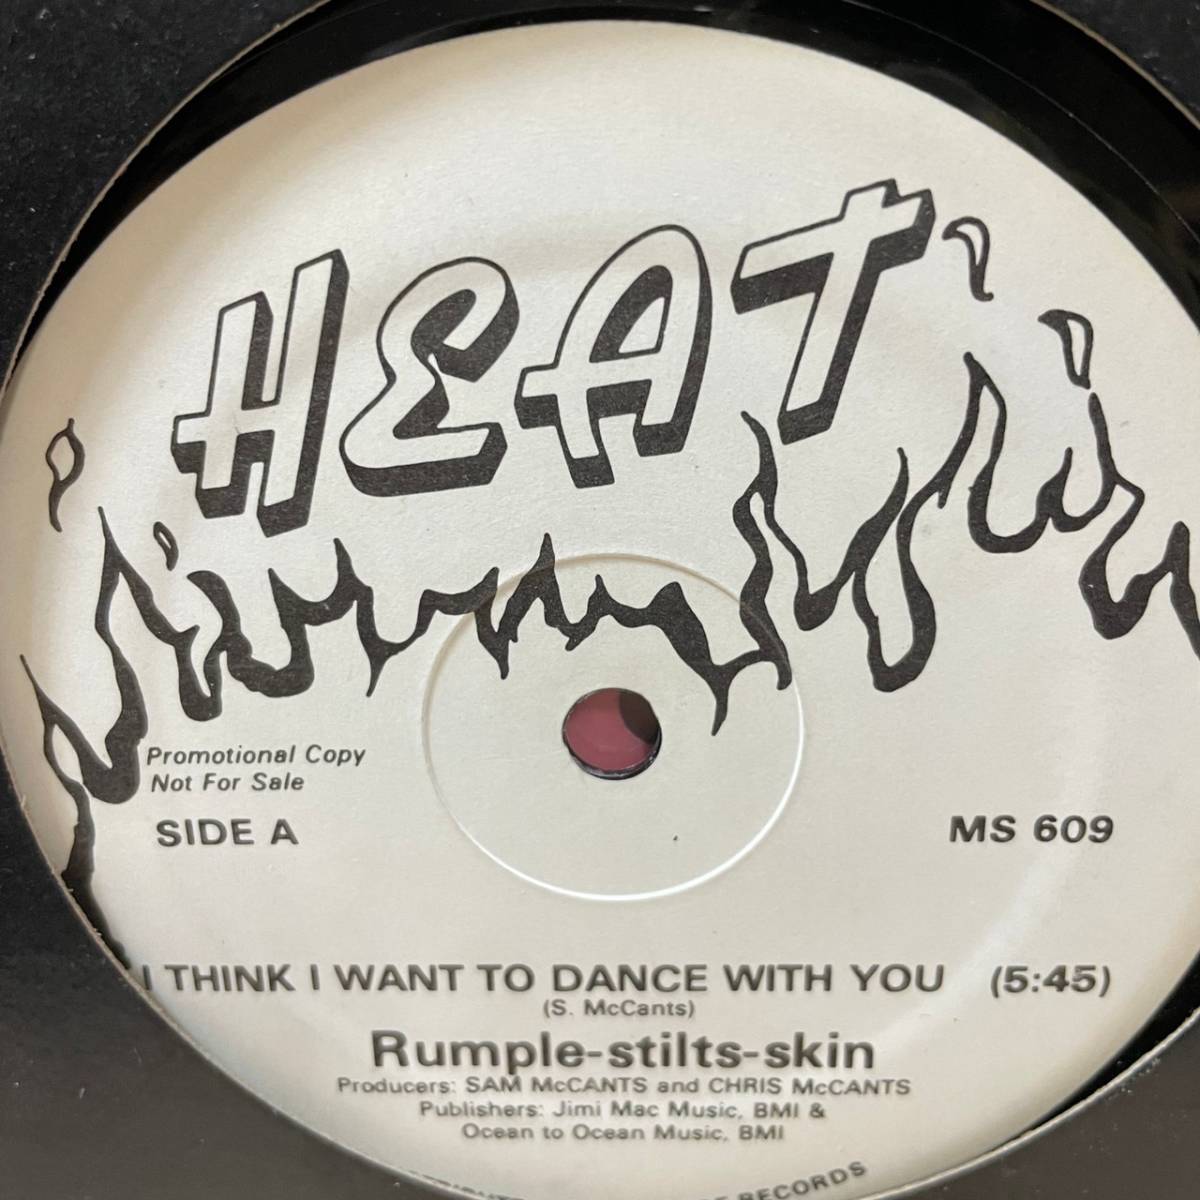 HEAT
Promotional Copy
Not For Sale
SIDE A
MS 609
I THINK I WANT TO DANCE WITH YOU (5:45)
(S. McCants)
Rumple-stilts-skin
Producers: SAM McCANTS and CHRIS McCANTS
Publishers: Jimi Mac Music, BMI &
Ocean to Ocean Music, BMI
RECORDS